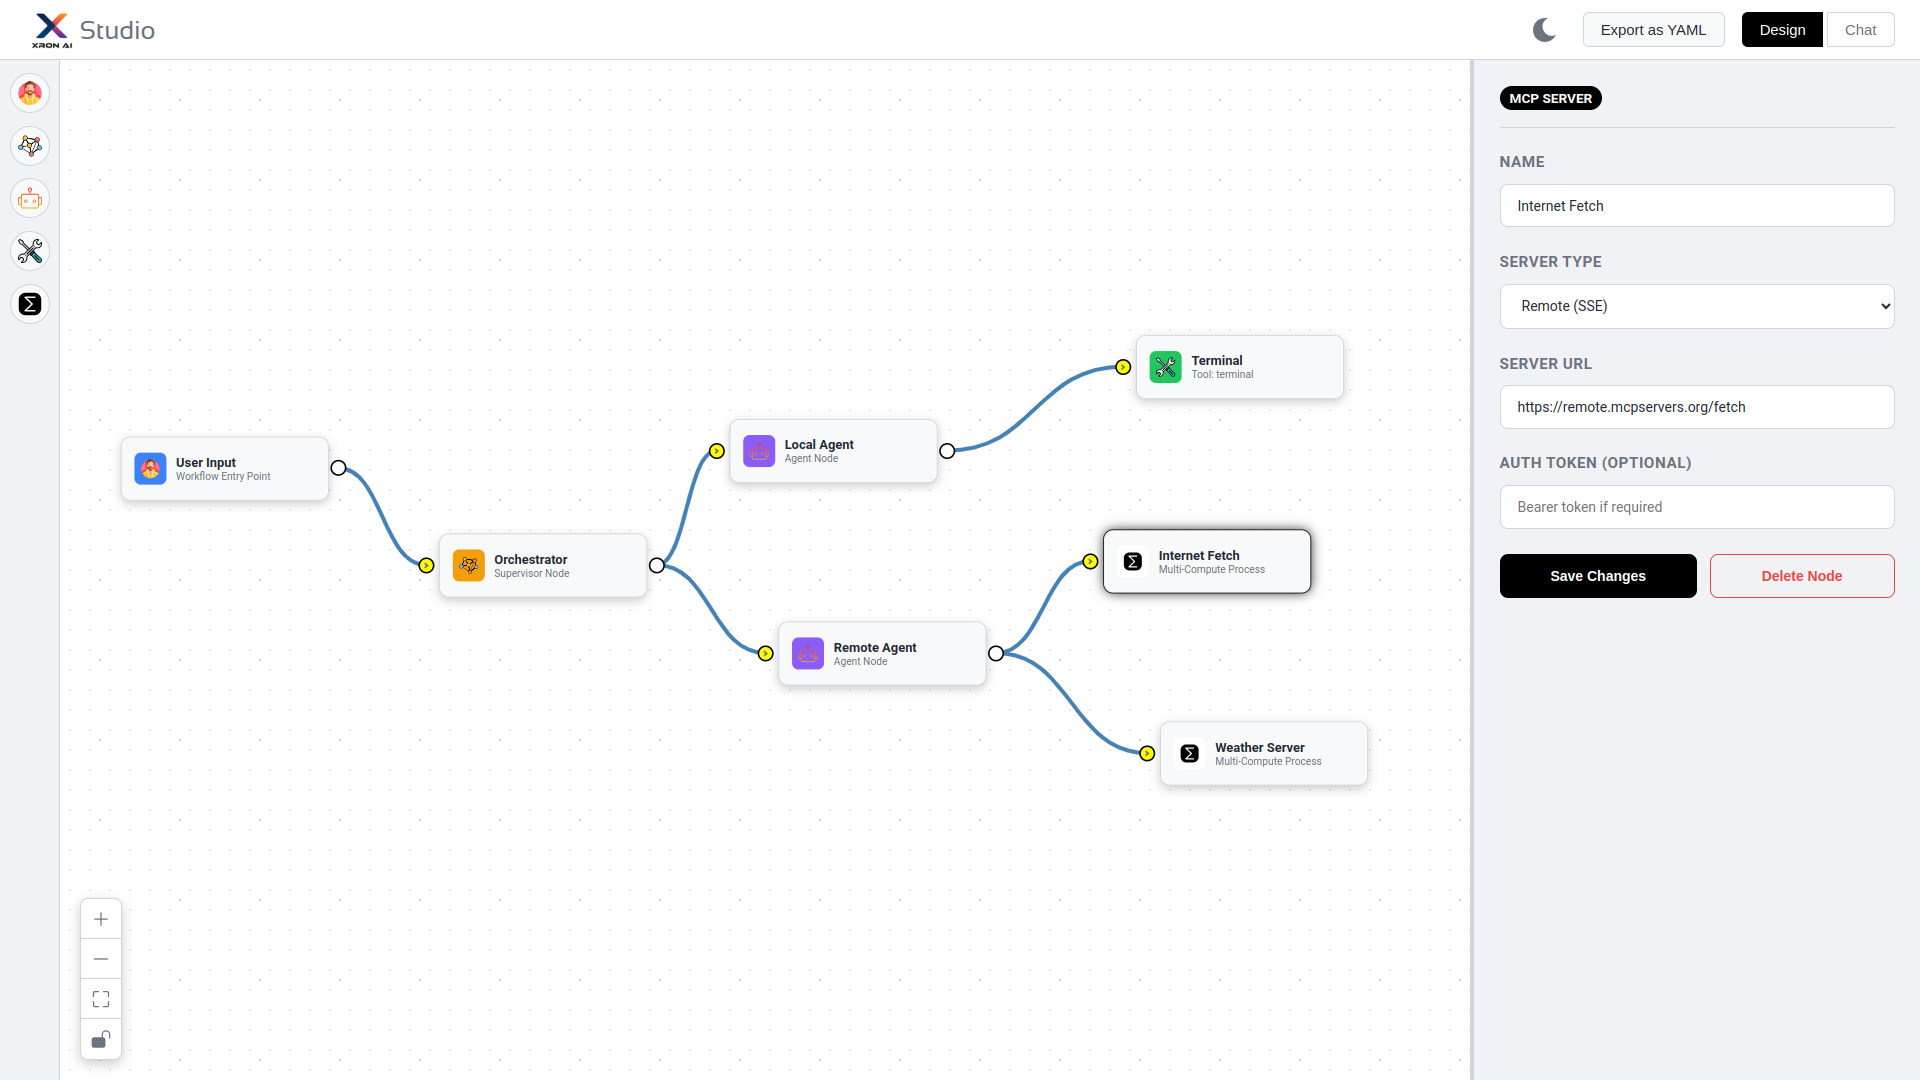 XRON AI
Studio
Export as YAML
Design
Chat
MCP SERVER
NAME
Internet Fetch
SERVER TYPE
Remote (SSE)
SERVER URL
https://remote.mcpservers.org/fetch
AUTH TOKEN (OPTIONAL)
Bearer token if required
Save Changes
Delete Node
Terminal
Tool: terminal
Local Agent
Agent Node
User Input
Workflow Entry Point
Orchestrator
Supervisor Node
Internet Fetch
Multi-Compute Process
Remote Agent
Agent Node
Weather Server
Multi-Compute Process